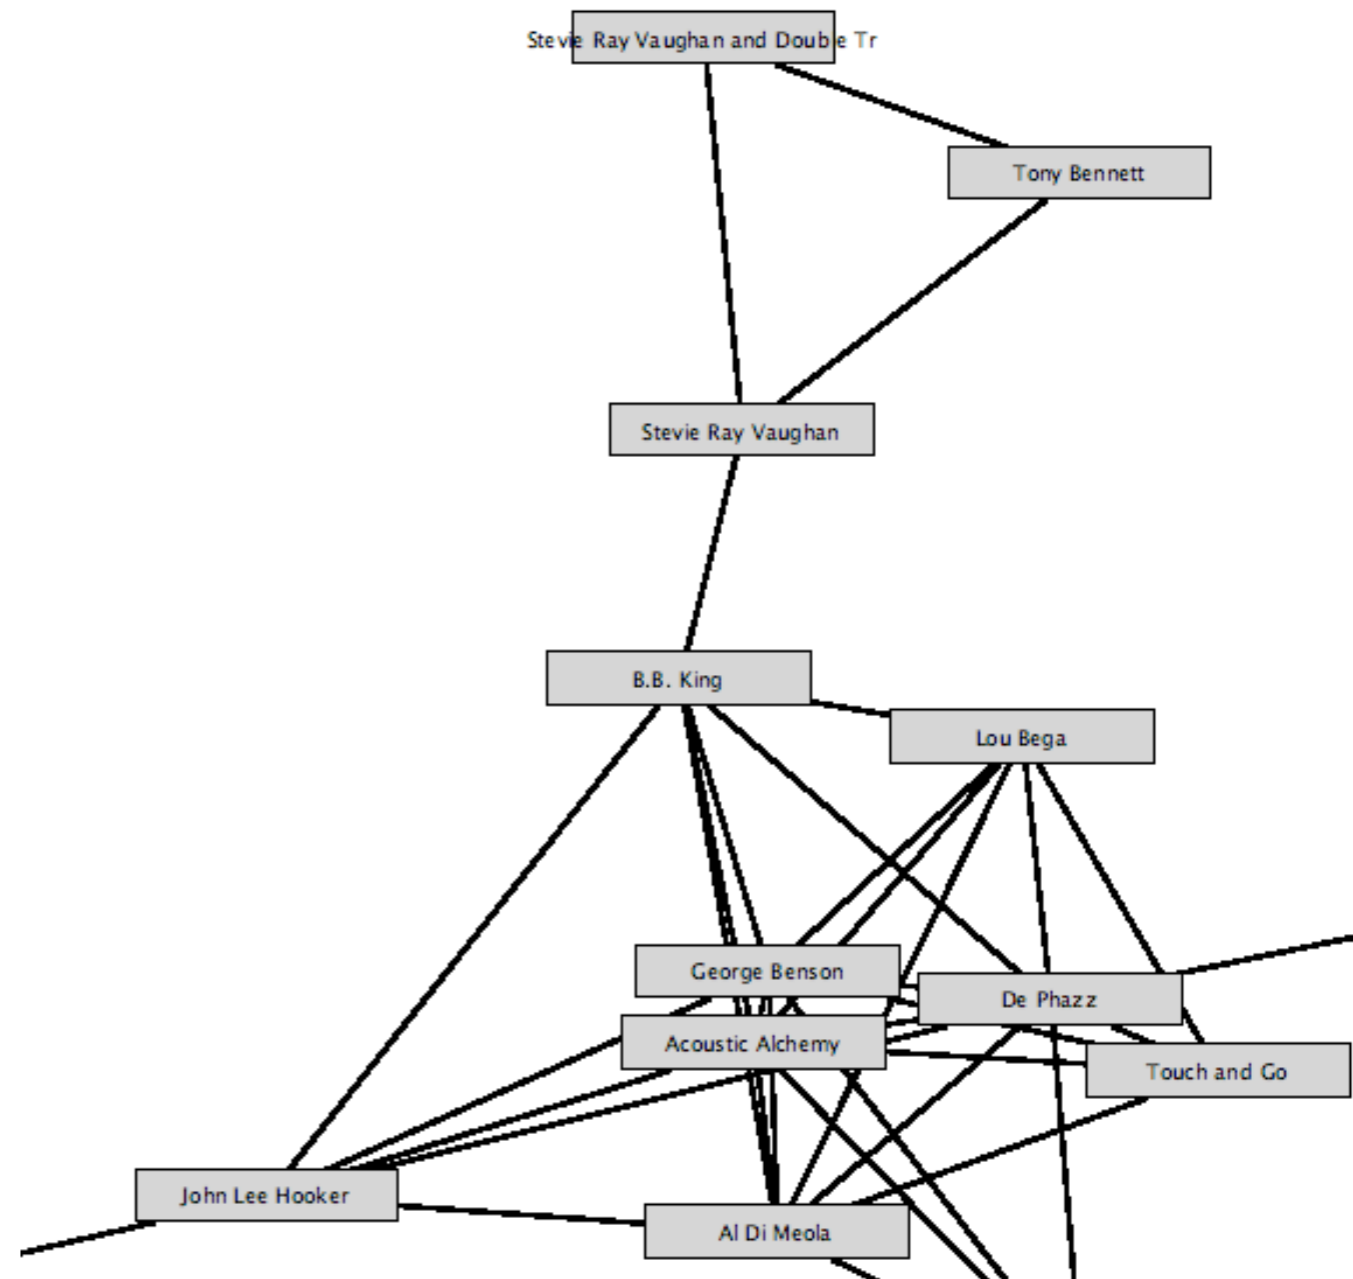 Stevie Ray Vaughan and Double Tr
Tony Bennett
Stevie Ray Vaughan
B.B. King
Lou Bega
George Benson
De Phazz
Acoustic Alchemy
Touch and Go
John Lee Hooker
Al Di Meola